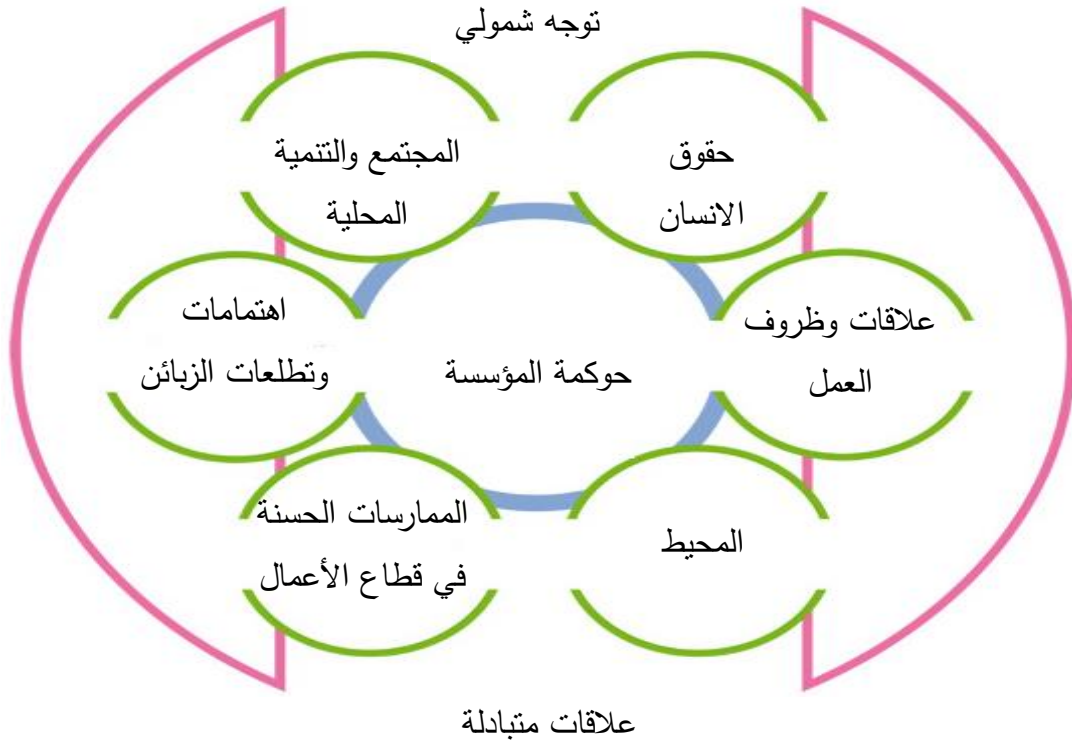 توجه شمولي
حقوق
الانسان
المجتمع والتنمية
المحلية
علاقات وظروف
العمل
حوكمة المؤسسة
اهتمامات
وتطلعات الزبائن
المحيط
الممارسات الحسنة
في قطاع الأعمال
علاقات متبادلة